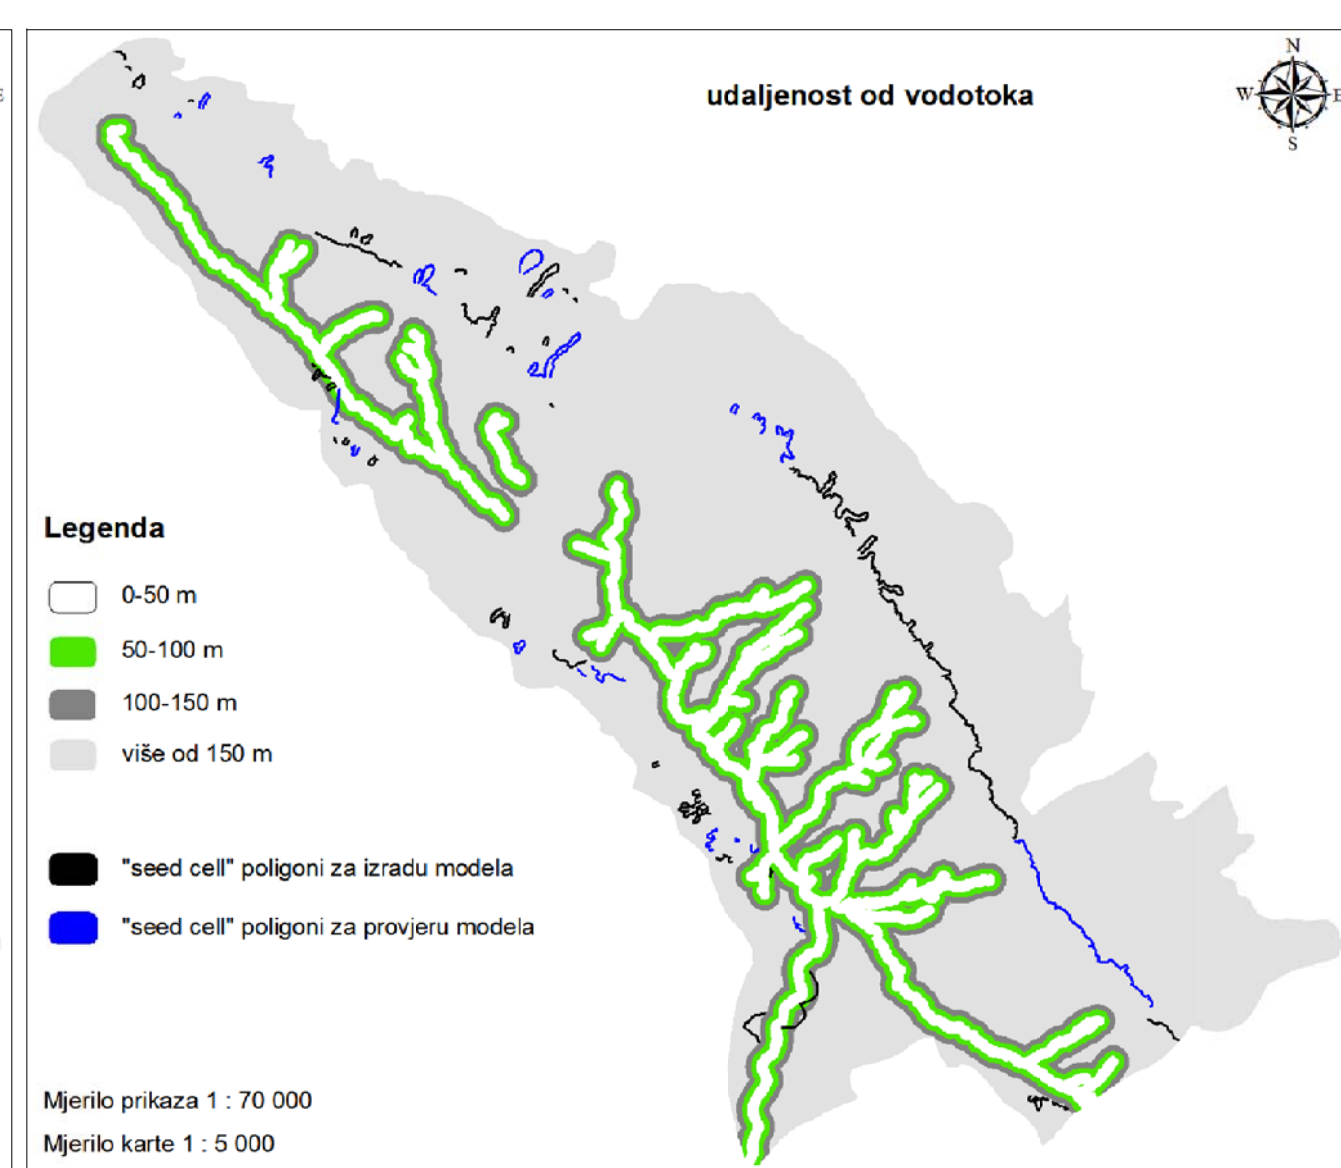 udaljenost od vodotoka
N
W
E
S
Legenda
0-50 m
50-100 m
100-150 m
više od 150 m
"seed cell" poligoni za izradu modela
"seed cell" poligoni za provjeru modela
Mjerilo prikaza 1 : 70 000
Mjerilo karte 1 : 5 000